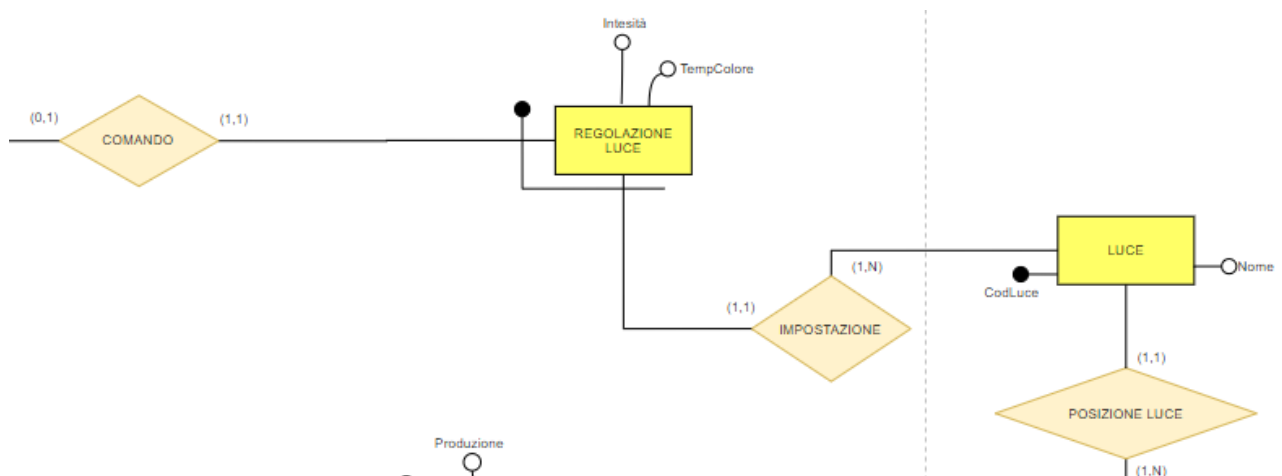 Intesità
TempColore
(0,1)
COMANDO
(1,1)
REGOLAZIONE
LUCE
LUCE
Nome
CodLuce
(1,N)
(1,1)
IMPOSTAZIONE
(1,1)
POSIZIONE LUCE
Produzione
(1,N)